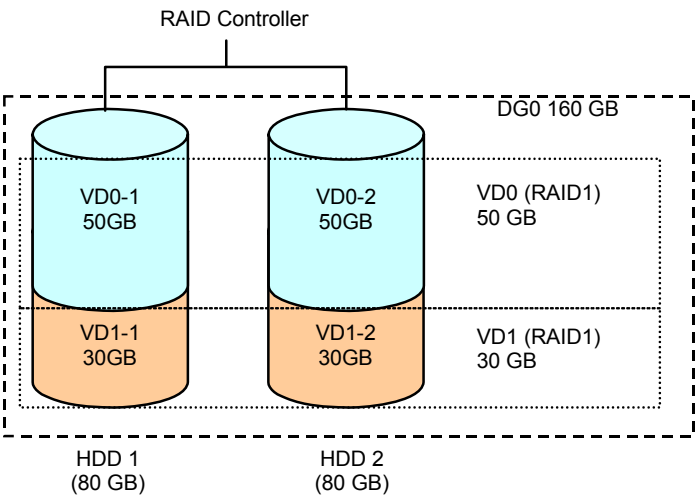 RAID Controller
DG0 160 GB
VD0-1
50GB
VD0-2
50GB
VD0 (RAID1)
50 GB
VD1-1
30GB
VD1-2
30GB
VD1 (RAID1)
30 GB
HDD 1
(80 GB)
HDD 2
(80 GB)